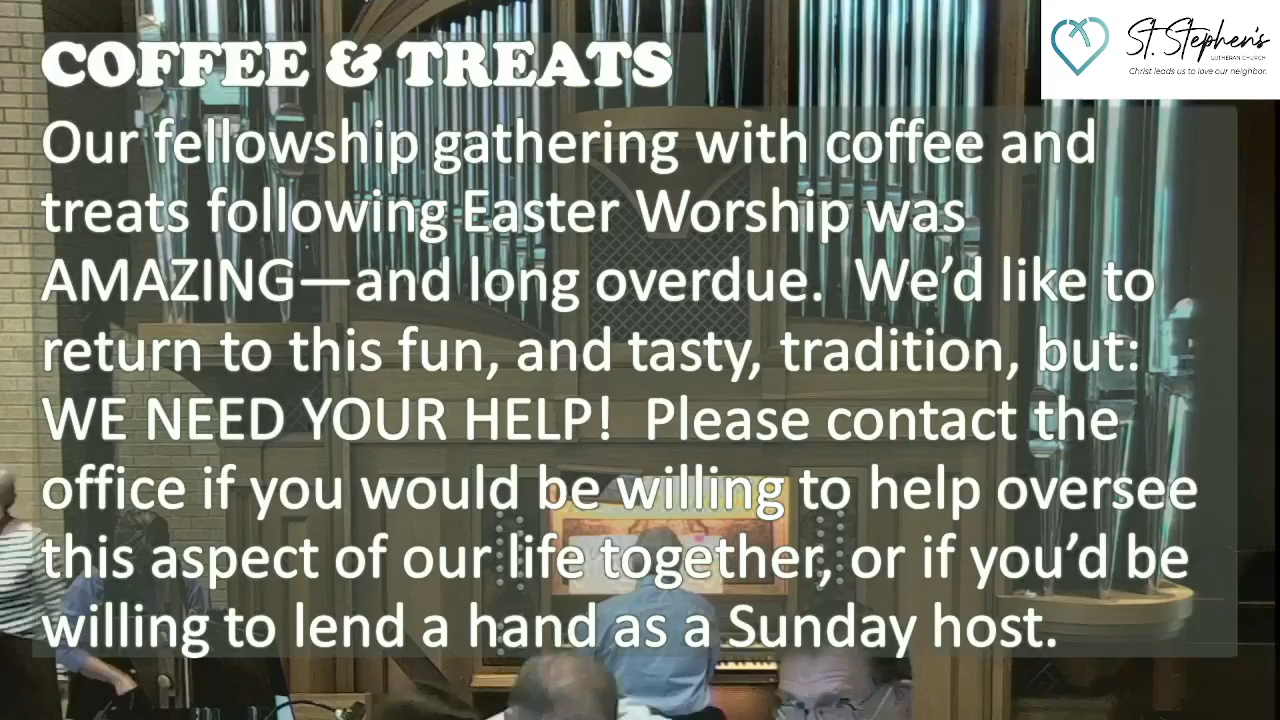 COFFEE & TREATS
St. Stephen's
LUTHERAN CHURCH
Christ leads us to love our neighbor.
Our fellowship gathering with coffee and
treats following Easter Worship was
AMAZING—and long overdue.  We’d like to
return to this fun, and tasty, tradition, but:
WE NEED YOUR HELP!  Please contact the
office if you would be willing to help oversee
this aspect of our life together, or if you’d be
willing to lend a hand as a Sunday host.